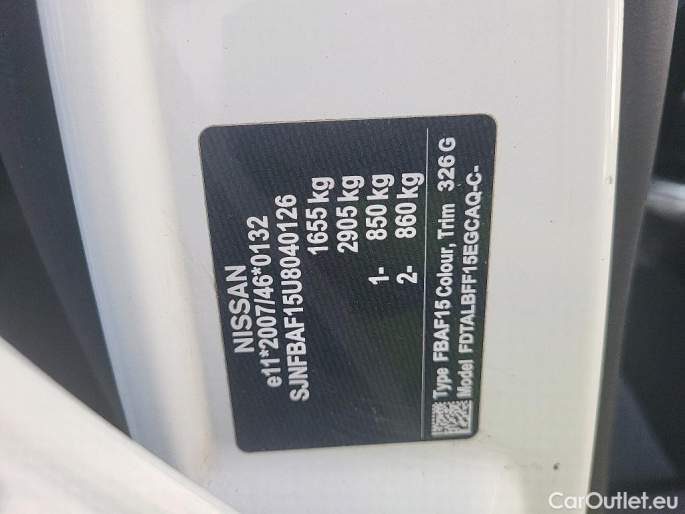 NISSAN
e11*2007/46*0132
SJNFBAF15U8040126
1655 kg
2905 kg
1- 850 kg
2- 860 kg
Type FBAF15 Colour, Trim 326 G
Model FDTALBFF15EGCAQ-C-
CarOutlet.eu